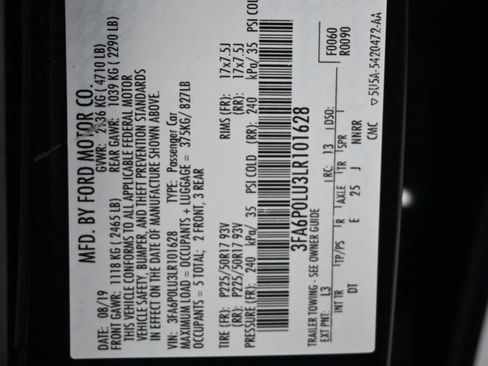 MFD. BY FORD MOTOR CO.
DATE: 08/19 GVWR: 2136 KG (4710 LB)
FRONT GAWR: 1118 KG (2465 LB) REAR GAWR: 1039 KG (2290 LB)
THIS VEHICLE CONFORMS TO ALL APPLICABLE FEDERAL MOTOR
VEHICLE SAFETY, BUMPER, AND THEFT PREVENTION STANDARDS
IN EFFECT ON THE DATE OF MANUFACTURE SHOWN ABOVE.
VIN: 3FA6P0LU3LR101628 TYPE: Passenger Car
MAXIMUM LOAD = OCCUPANTS + LUGGAGE = 375KG/ 827LB
OCCUPANTS = 5 TOTAL; 2 FRONT, 3 REAR
TIRE (FR): P225/50R17 93V RIMS (FR): 17x7.5J
(RR): P225/50R17 93V (RR): 17x7.5J
PRESSURE (FR): 240 kPa/ 35 PSI COLD (RR): 240 kPa/ 35 PSI COLD
3FA6P0LU3LR101628
TRAILER TOWING - SEE OWNER GUIDE
F0060
R0090
EXT PNT: L3 RC: 13 DSO:
INT TR TP/PS R AXLE TR SPR
DT E 25 J NNRR
CMC ▽5U5A-5420472-AA